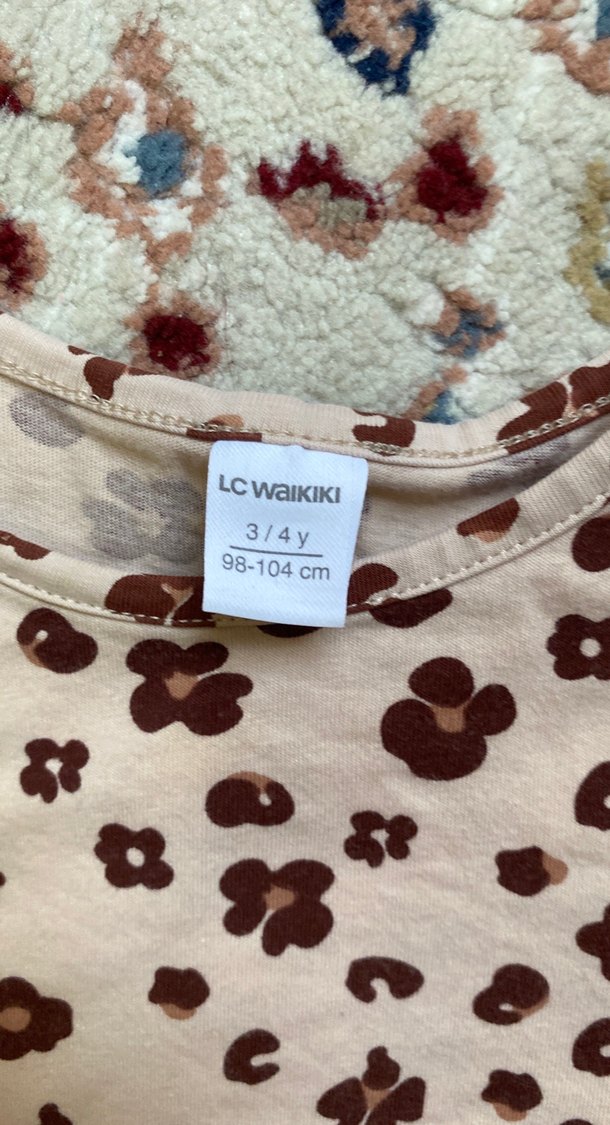 LC WAIKIKI
3 / 4 y
98-104 cm